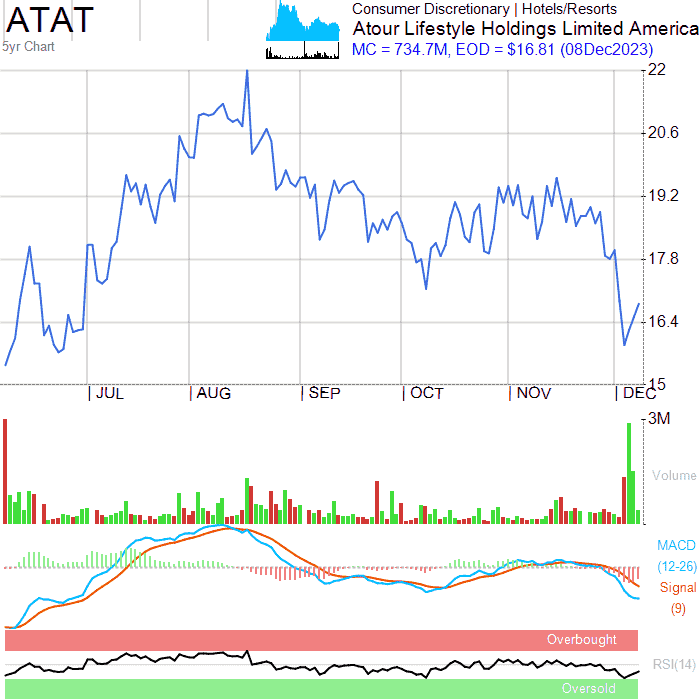 ATAT
5yr Chart
Consumer Discretionary | Hotels/Resorts
Atour Lifestyle Holdings Limited America
MC = 734.7M, EOD = $16.81 (08Dec2023)
22
20.6
19.2
17.8
16.4
15
JUL AUG SEP OCT NOV DEC
3M
Volume
MACD
(12-26)
Signal
(9)
Overbought
RSI(14)
Oversold